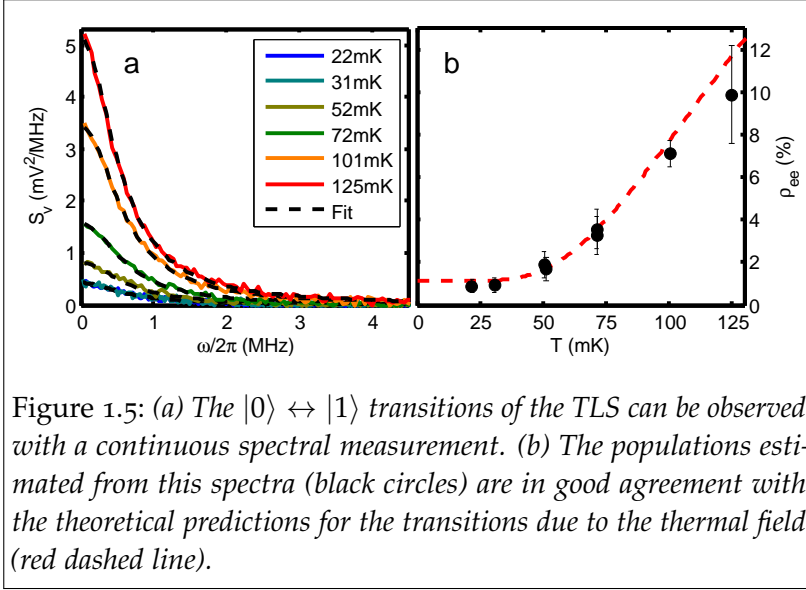 a
5
4
3
2
1
0
S_v (mV²/MHz)
0 1 2 3 4
ω/2π (MHz)
22mK
31mK
52mK
72mK
101mK
125mK
Fit
b
12
10
8
6
4
2
0
ρ_ee (%)
0 25 50 75 100 125
T (mK)
Figure 1.5: (a) The |0⟩ ↔ |1⟩ transitions of the TLS can be observed
with a continuous spectral measurement. (b) The populations esti-
mated from this spectra (black circles) are in good agreement with
the theoretical predictions for the transitions due to the thermal field
(red dashed line).